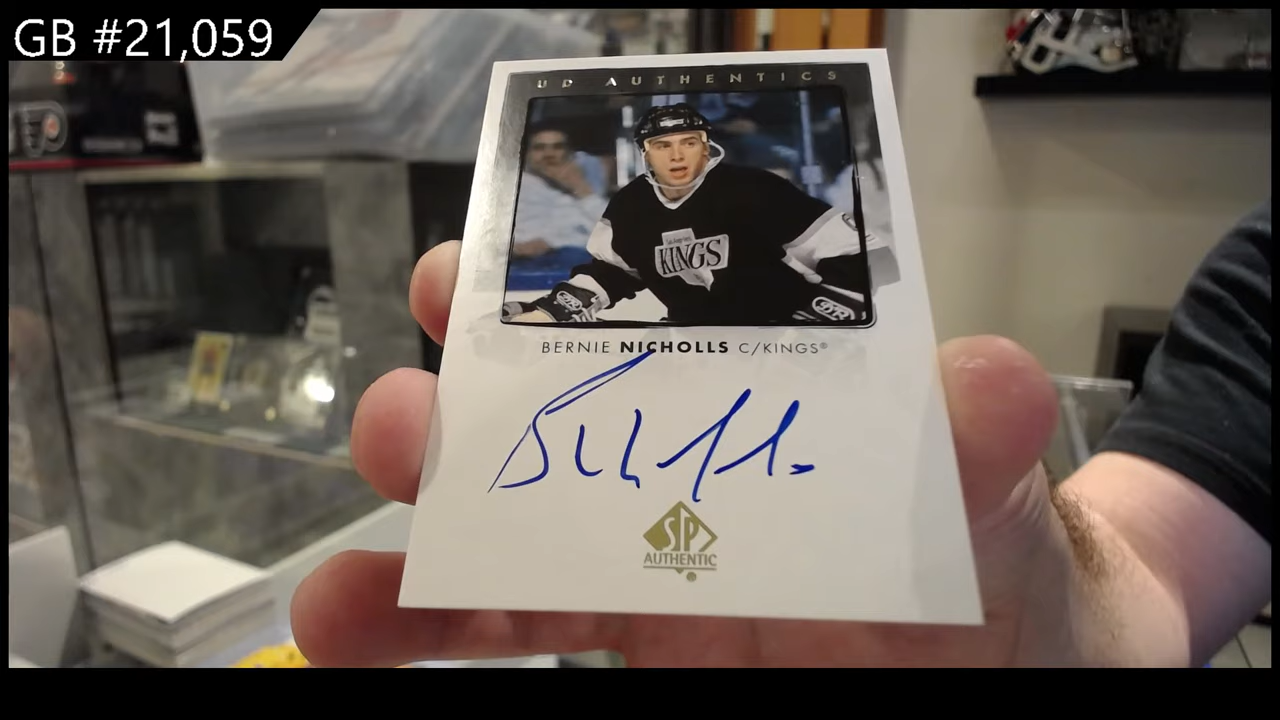 GB #21,059
UD AUTHENTICS
KINGS
BERNIE NICHOLLS C/KINGS®
SP
AUTHENTIC